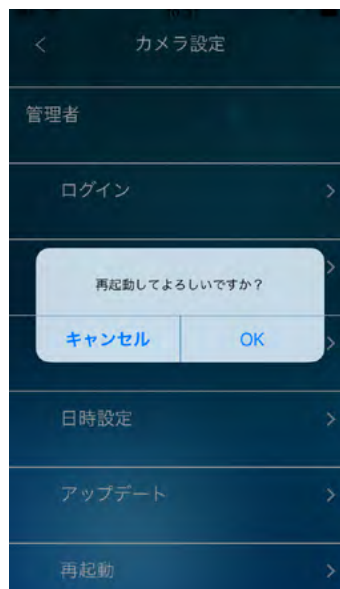 カメラ設定
管理者
ログイン
再起動してよろしいですか？
キャンセル
OK
日時設定
アップデート
再起動